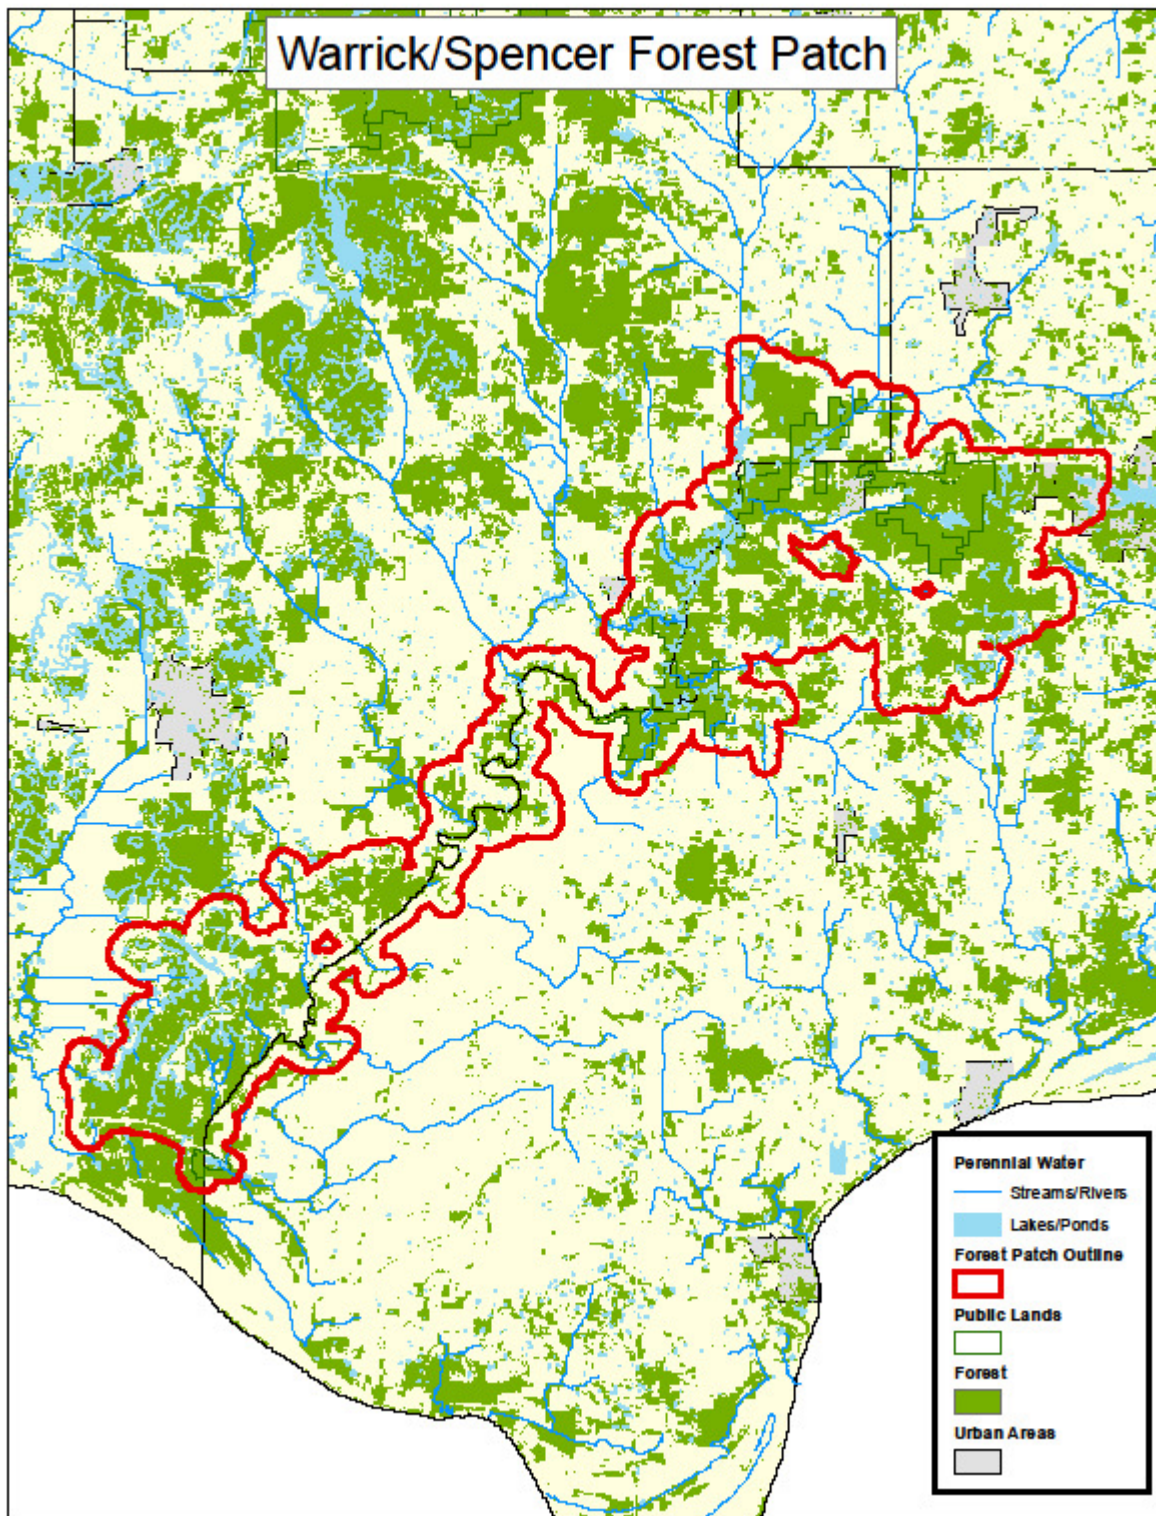 Warrick/Spencer Forest Patch
Perennial Water
Streams/Rivers
Lakes/Ponds
Forest Patch Outline
Public Lands
Forest
Urban Areas